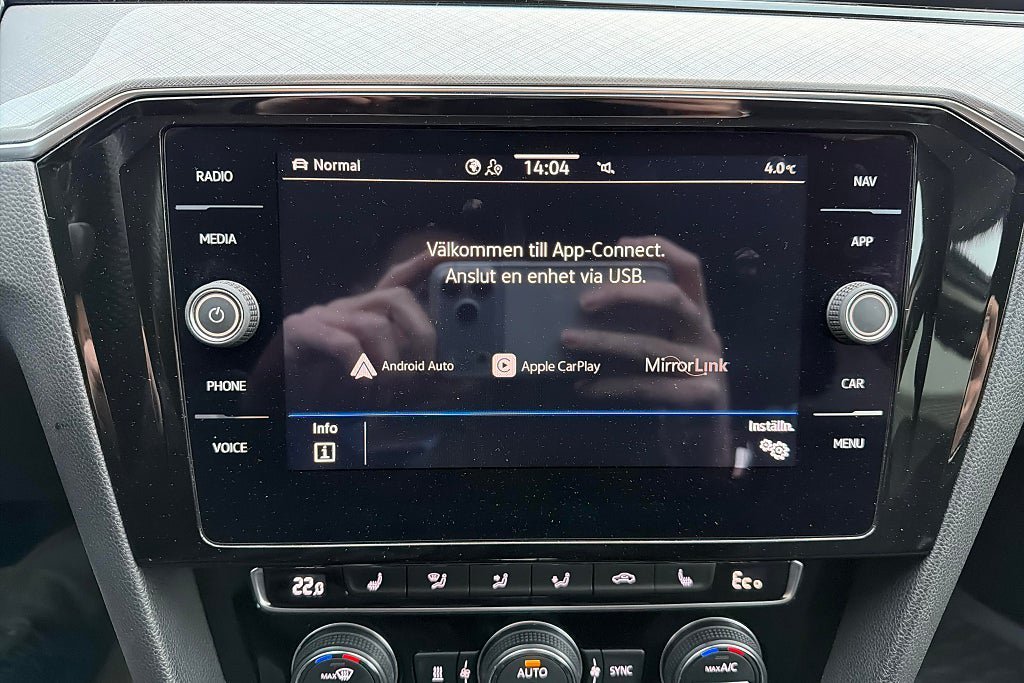 RADIO
MEDIA
PHONE
VOICE
Normal
14:04
4.0°C
Välkommen till App-Connect.
Anslut en enhet via USB.
Android Auto
Apple CarPlay
MirrorLink
Info
i
Inställn.
NAV
APP
CAR
MENU
22.0
Eco
MAX
AUTO
SYNC
MAX A/C